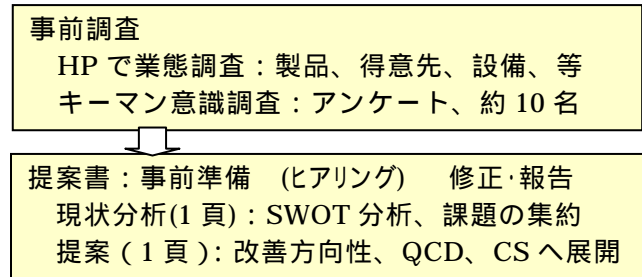 事前調査
HP で業態調査：製品、得意先、設備、等
キーマン意識調査：アンケート、約 10 名
提案書：事前準備 (ヒアリング) 修正･報告
現状分析(1 頁)：SWOT 分析、課題の集約
提案（1 頁)：改善方向性、QCD、CS へ展開